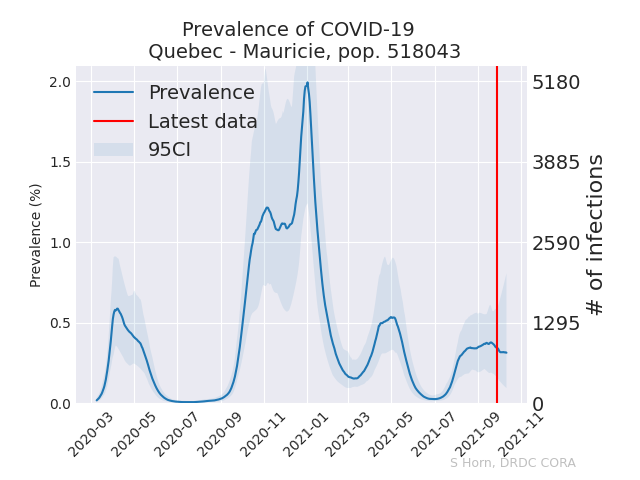 Prevalence of COVID-19
Quebec - Mauricie, pop. 518043
Prevalence
Latest data
95CI
Prevalence (%)
2.0
1.5
1.0
0.5
0.0
5180
3885
2590
1295
0
# of infections
2020-03
2020-05
2020-07
2020-09
2020-11
2021-01
2021-03
2021-05
2021-07
2021-09
2021-11
S Horn, DRDC CORA